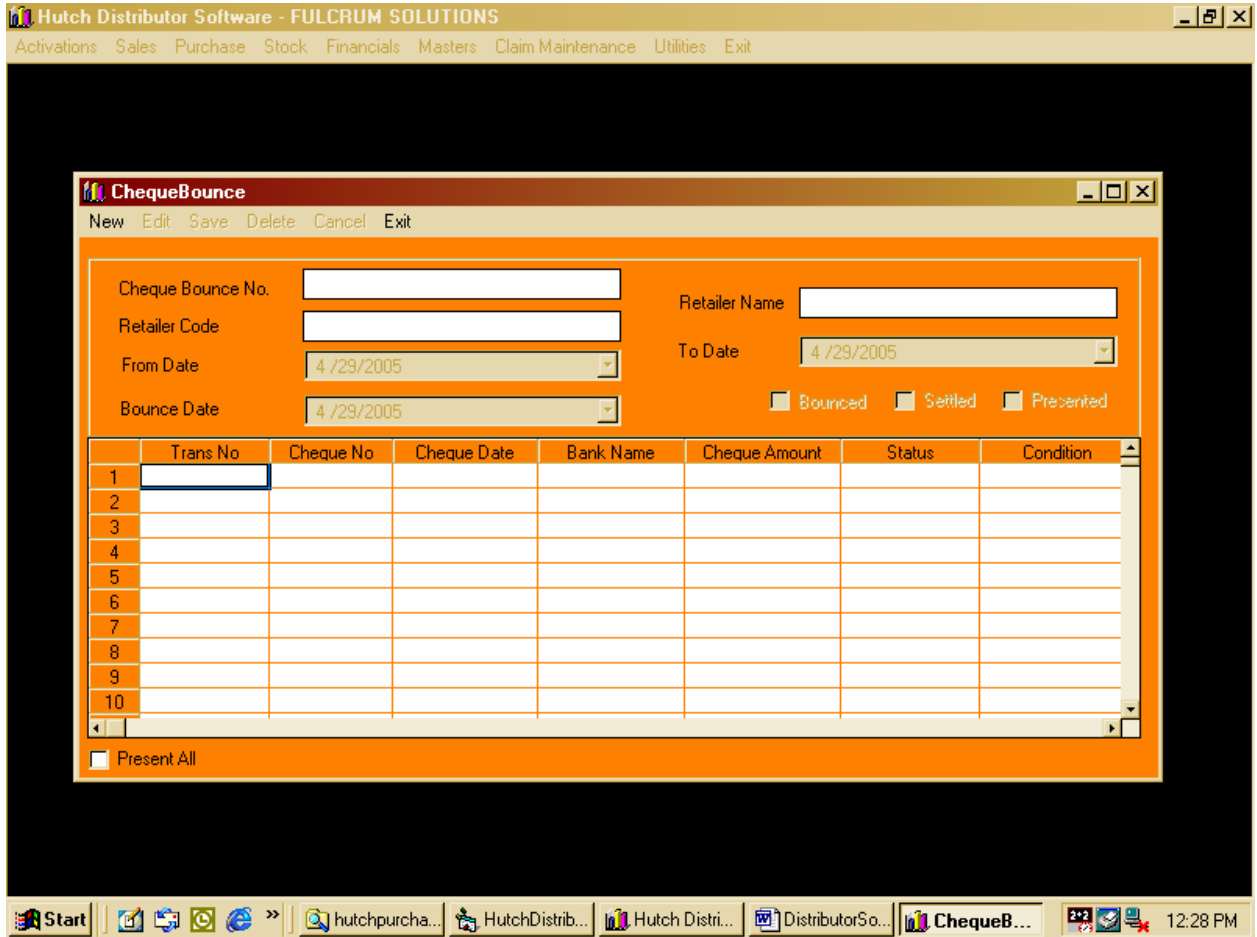 Hutch Distributor Software - FULCRUM SOLUTIONS
Activations Sales Purchase Stock Financials Masters Claim Maintenance Utilities Exit
ChequeBounce
New Edit Save Delete Cancel Exit
Cheque Bounce No.
Retailer Name
Retailer Code
From Date 4 /29/2005
To Date 4 /29/2005
Bounce Date 4 /29/2005
Bounced Settled Presented
Trans No Cheque No Cheque Date Bank Name Cheque Amount Status Condition
1
2
3
4
5
6
7
8
9
10
Present All
Start » hutchpurcha... HutchDistrib... Hutch Distri... DistributorSo... ChequeB... 12:28 PM